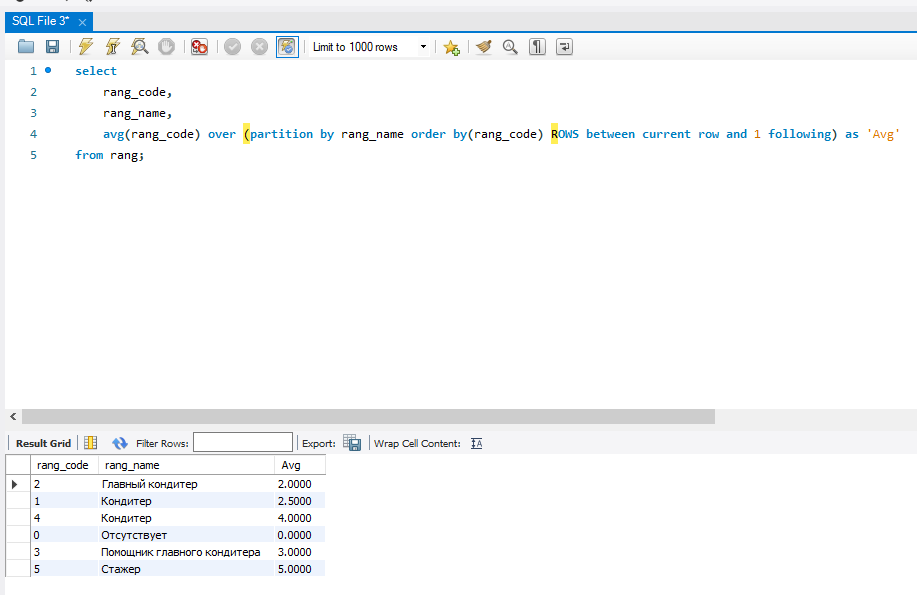 SQL File 3*
Limit to 1000 rows
1 select
2 rang_code,
3 rang_name,
4 avg(rang_code) over (partition by rang_name order by(rang_code) ROWS between current row and 1 following) as 'Avg'
5 from rang;
Result Grid Filter Rows: Export: Wrap Cell Content:
rang_code rang_name Avg
2 Главный кондитер 2.0000
1 Кондитер 2.5000
4 Кондитер 4.0000
0 Отсутствует 0.0000
3 Помощник главного кондитера 3.0000
5 Стажер 5.0000